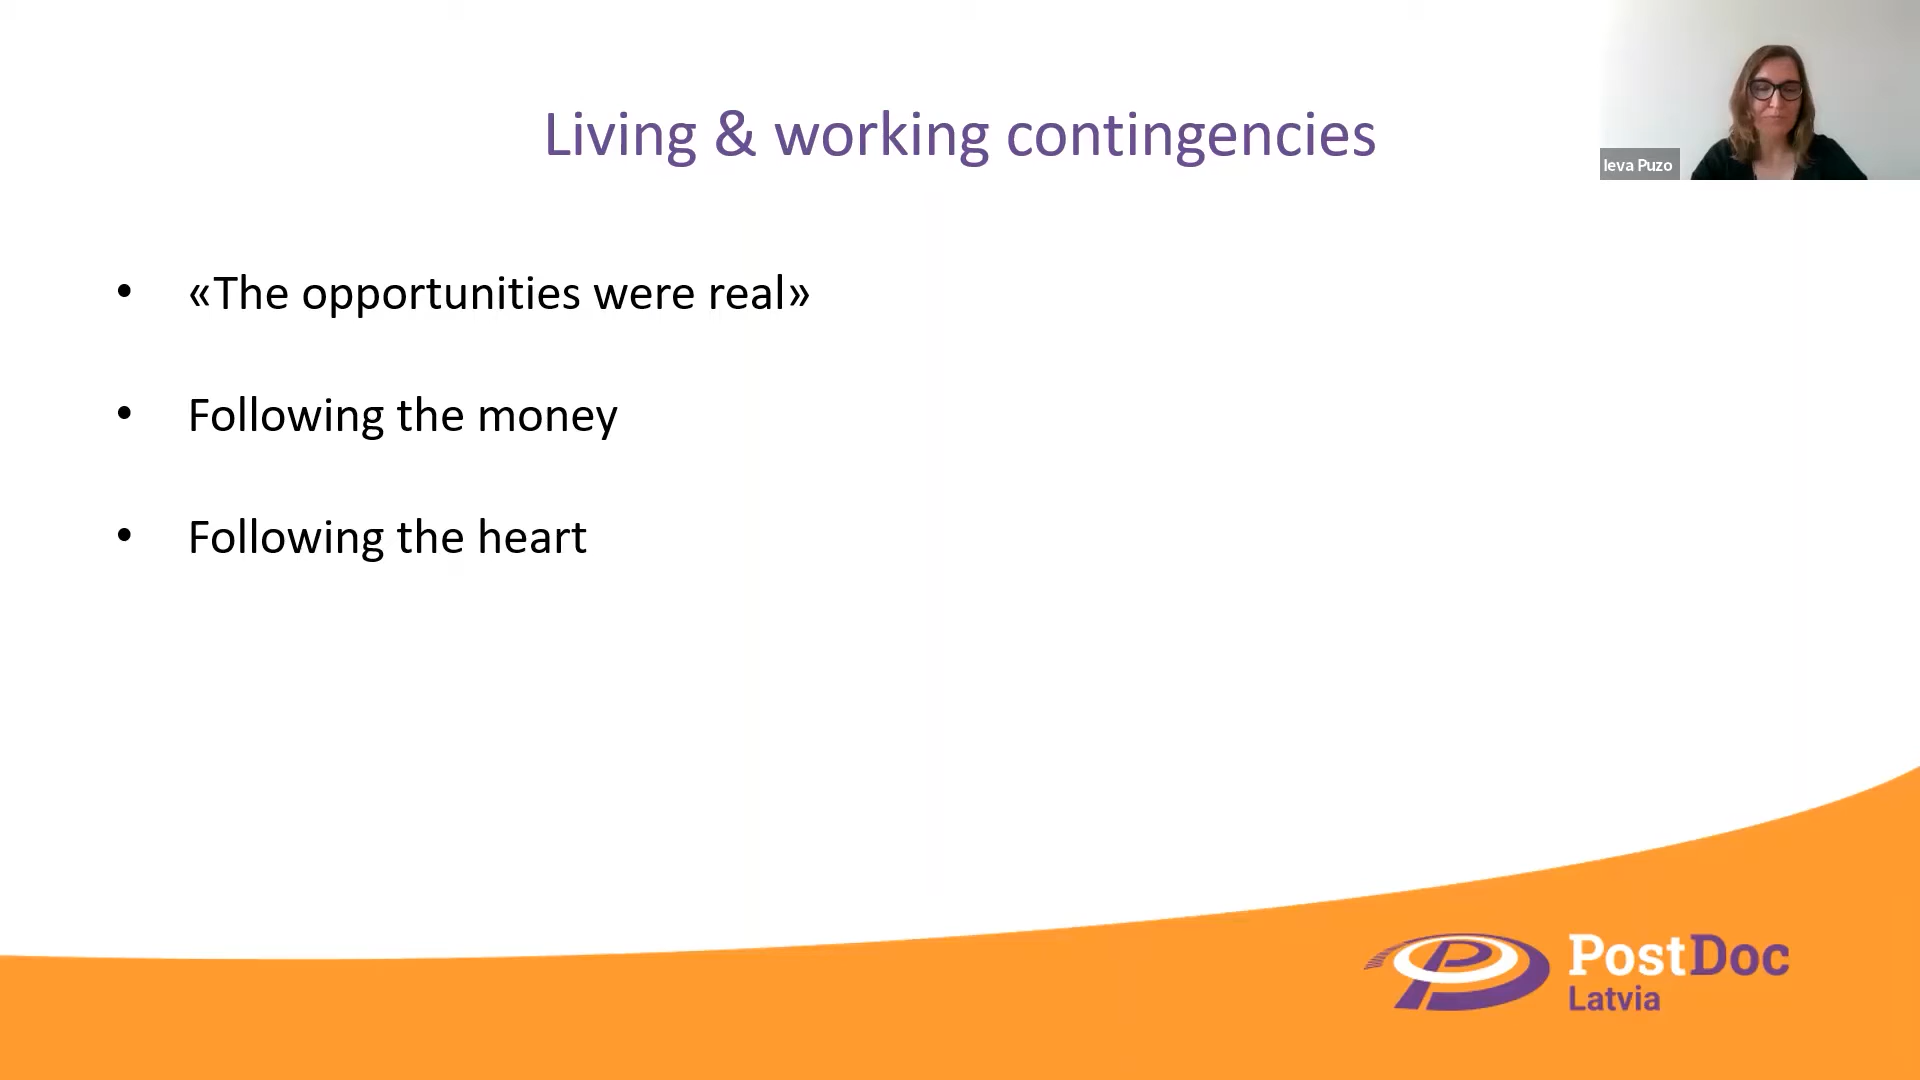 Living & working contingencies
Ieva Puzo
• «The opportunities were real»
• Following the money
• Following the heart
PostDoc
Latvia